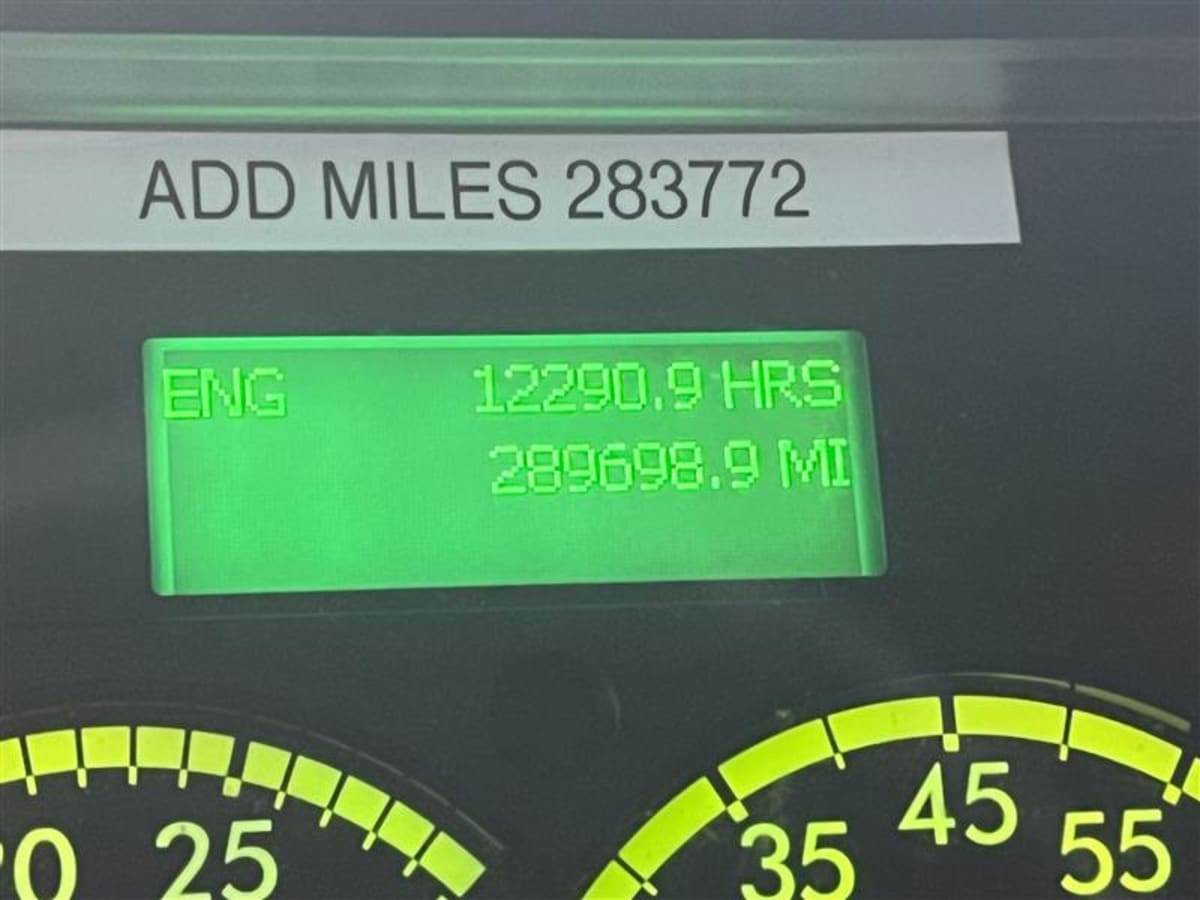 ADD MILES 283772
ENG 12290.9 HRS
289698.9 MI
25
35 45 55